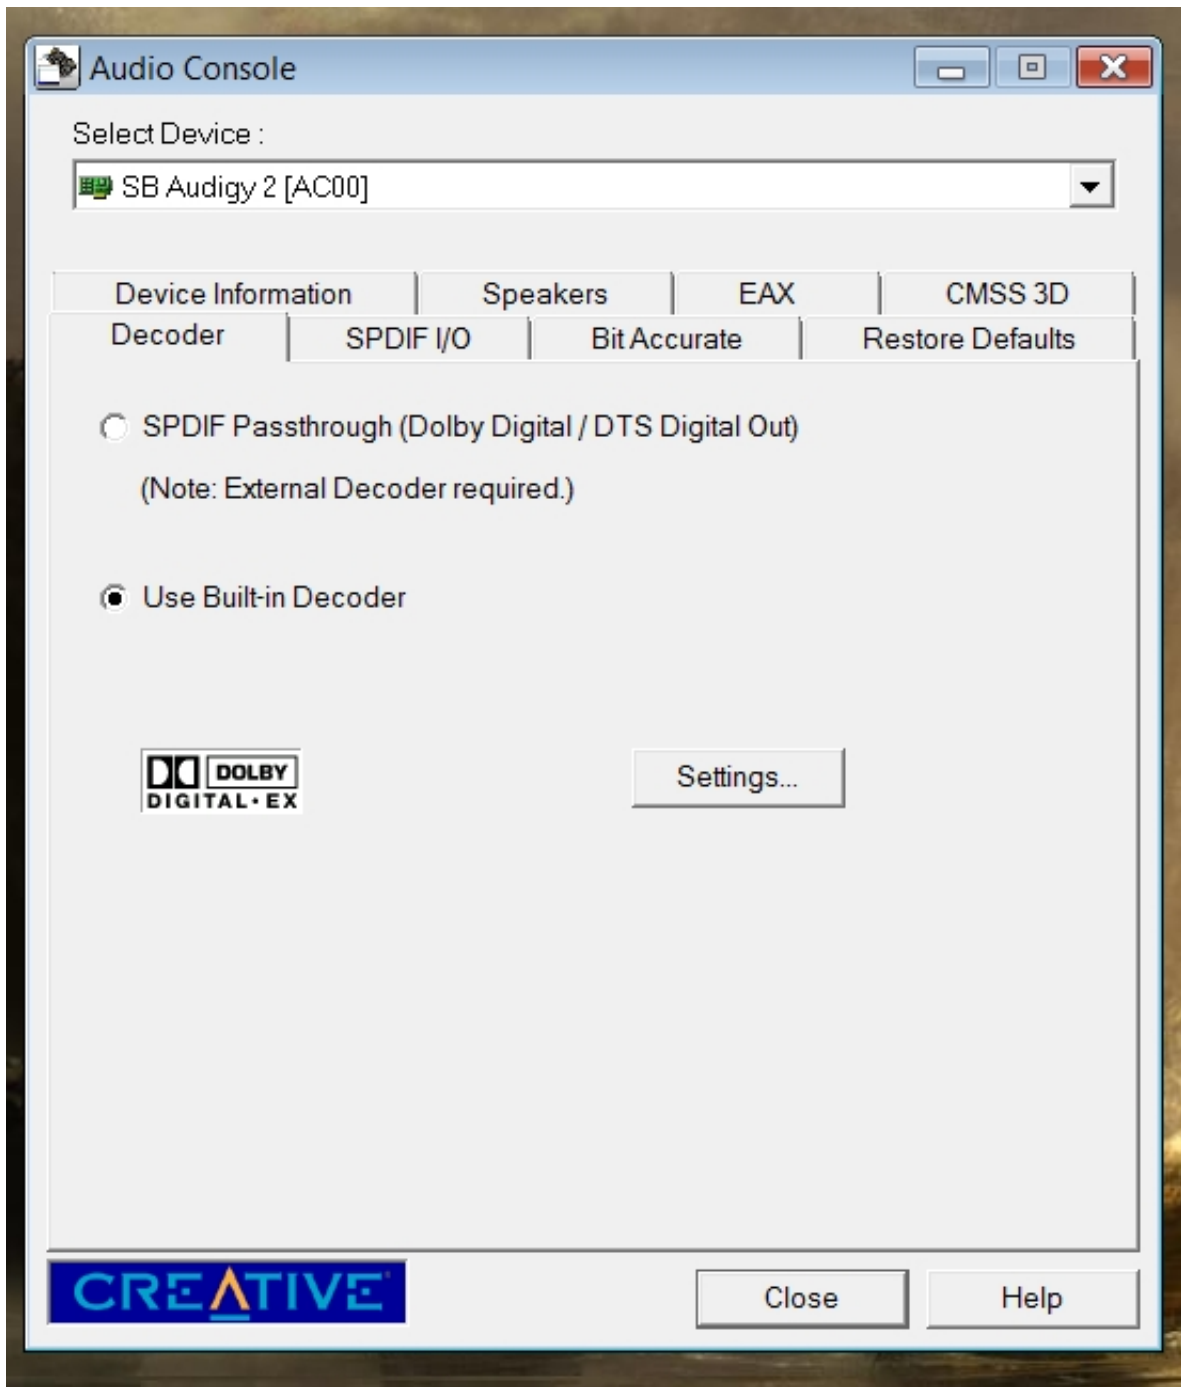 Audio Console
Select Device :
SB Audigy 2 [AC00]
Device Information Speakers EAX CMSS 3D
Decoder SPDIF I/O Bit Accurate Restore Defaults
SPDIF Passthrough (Dolby Digital / DTS Digital Out)
(Note: External Decoder required.)
Use Built-in Decoder
DOLBY
DIGITAL·EX
Settings...
CREATIVE
Close Help